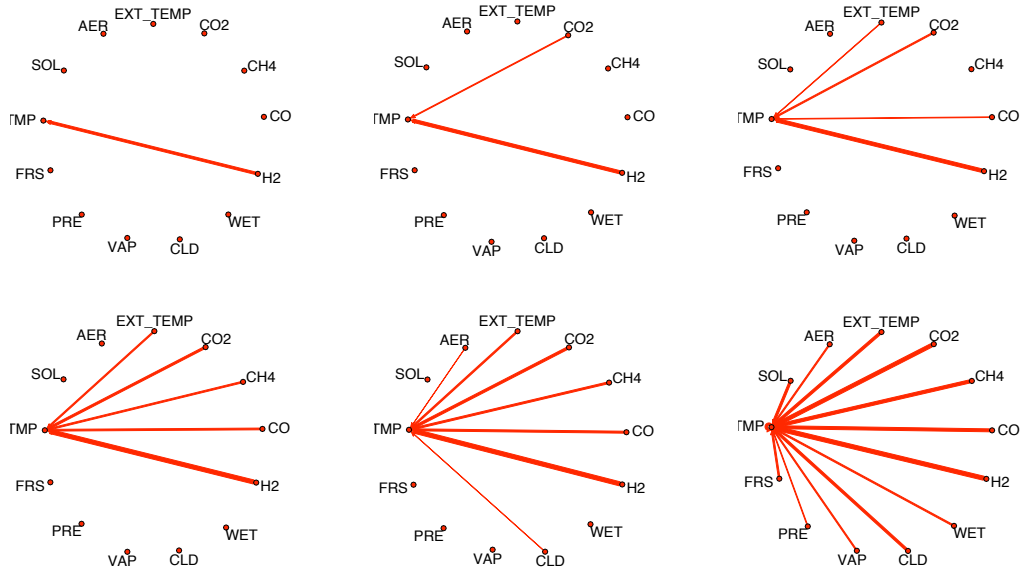 EXT_TEMP
AER
CO2
SOL
CH4
TMP
CO
FRS
H2
PRE
WET
VAP
CLD
EXT_TEMP
AER
CO2
SOL
CH4
TMP
CO
FRS
H2
PRE
WET
VAP
CLD
EXT_TEMP
AER
CO2
SOL
CH4
TMP
CO
FRS
H2
PRE
WET
VAP
CLD
EXT_TEMP
AER
CO2
SOL
CH4
TMP
CO
FRS
H2
PRE
WET
VAP
CLD
EXT_TEMP
AER
CO2
SOL
CH4
TMP
CO
FRS
H2
PRE
WET
VAP
CLD
EXT_TEMP
AER
CO2
SOL
CH4
TMP
CO
FRS
H2
PRE
WET
VAP
CLD